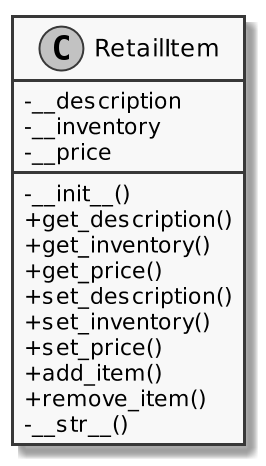 C RetailItem
-__description
-__inventory
-__price
-__init__()
+get_description()
+get_inventory()
+get_price()
+set_description()
+set_inventory()
+set_price()
+add_item()
+remove_item()
-__str__()